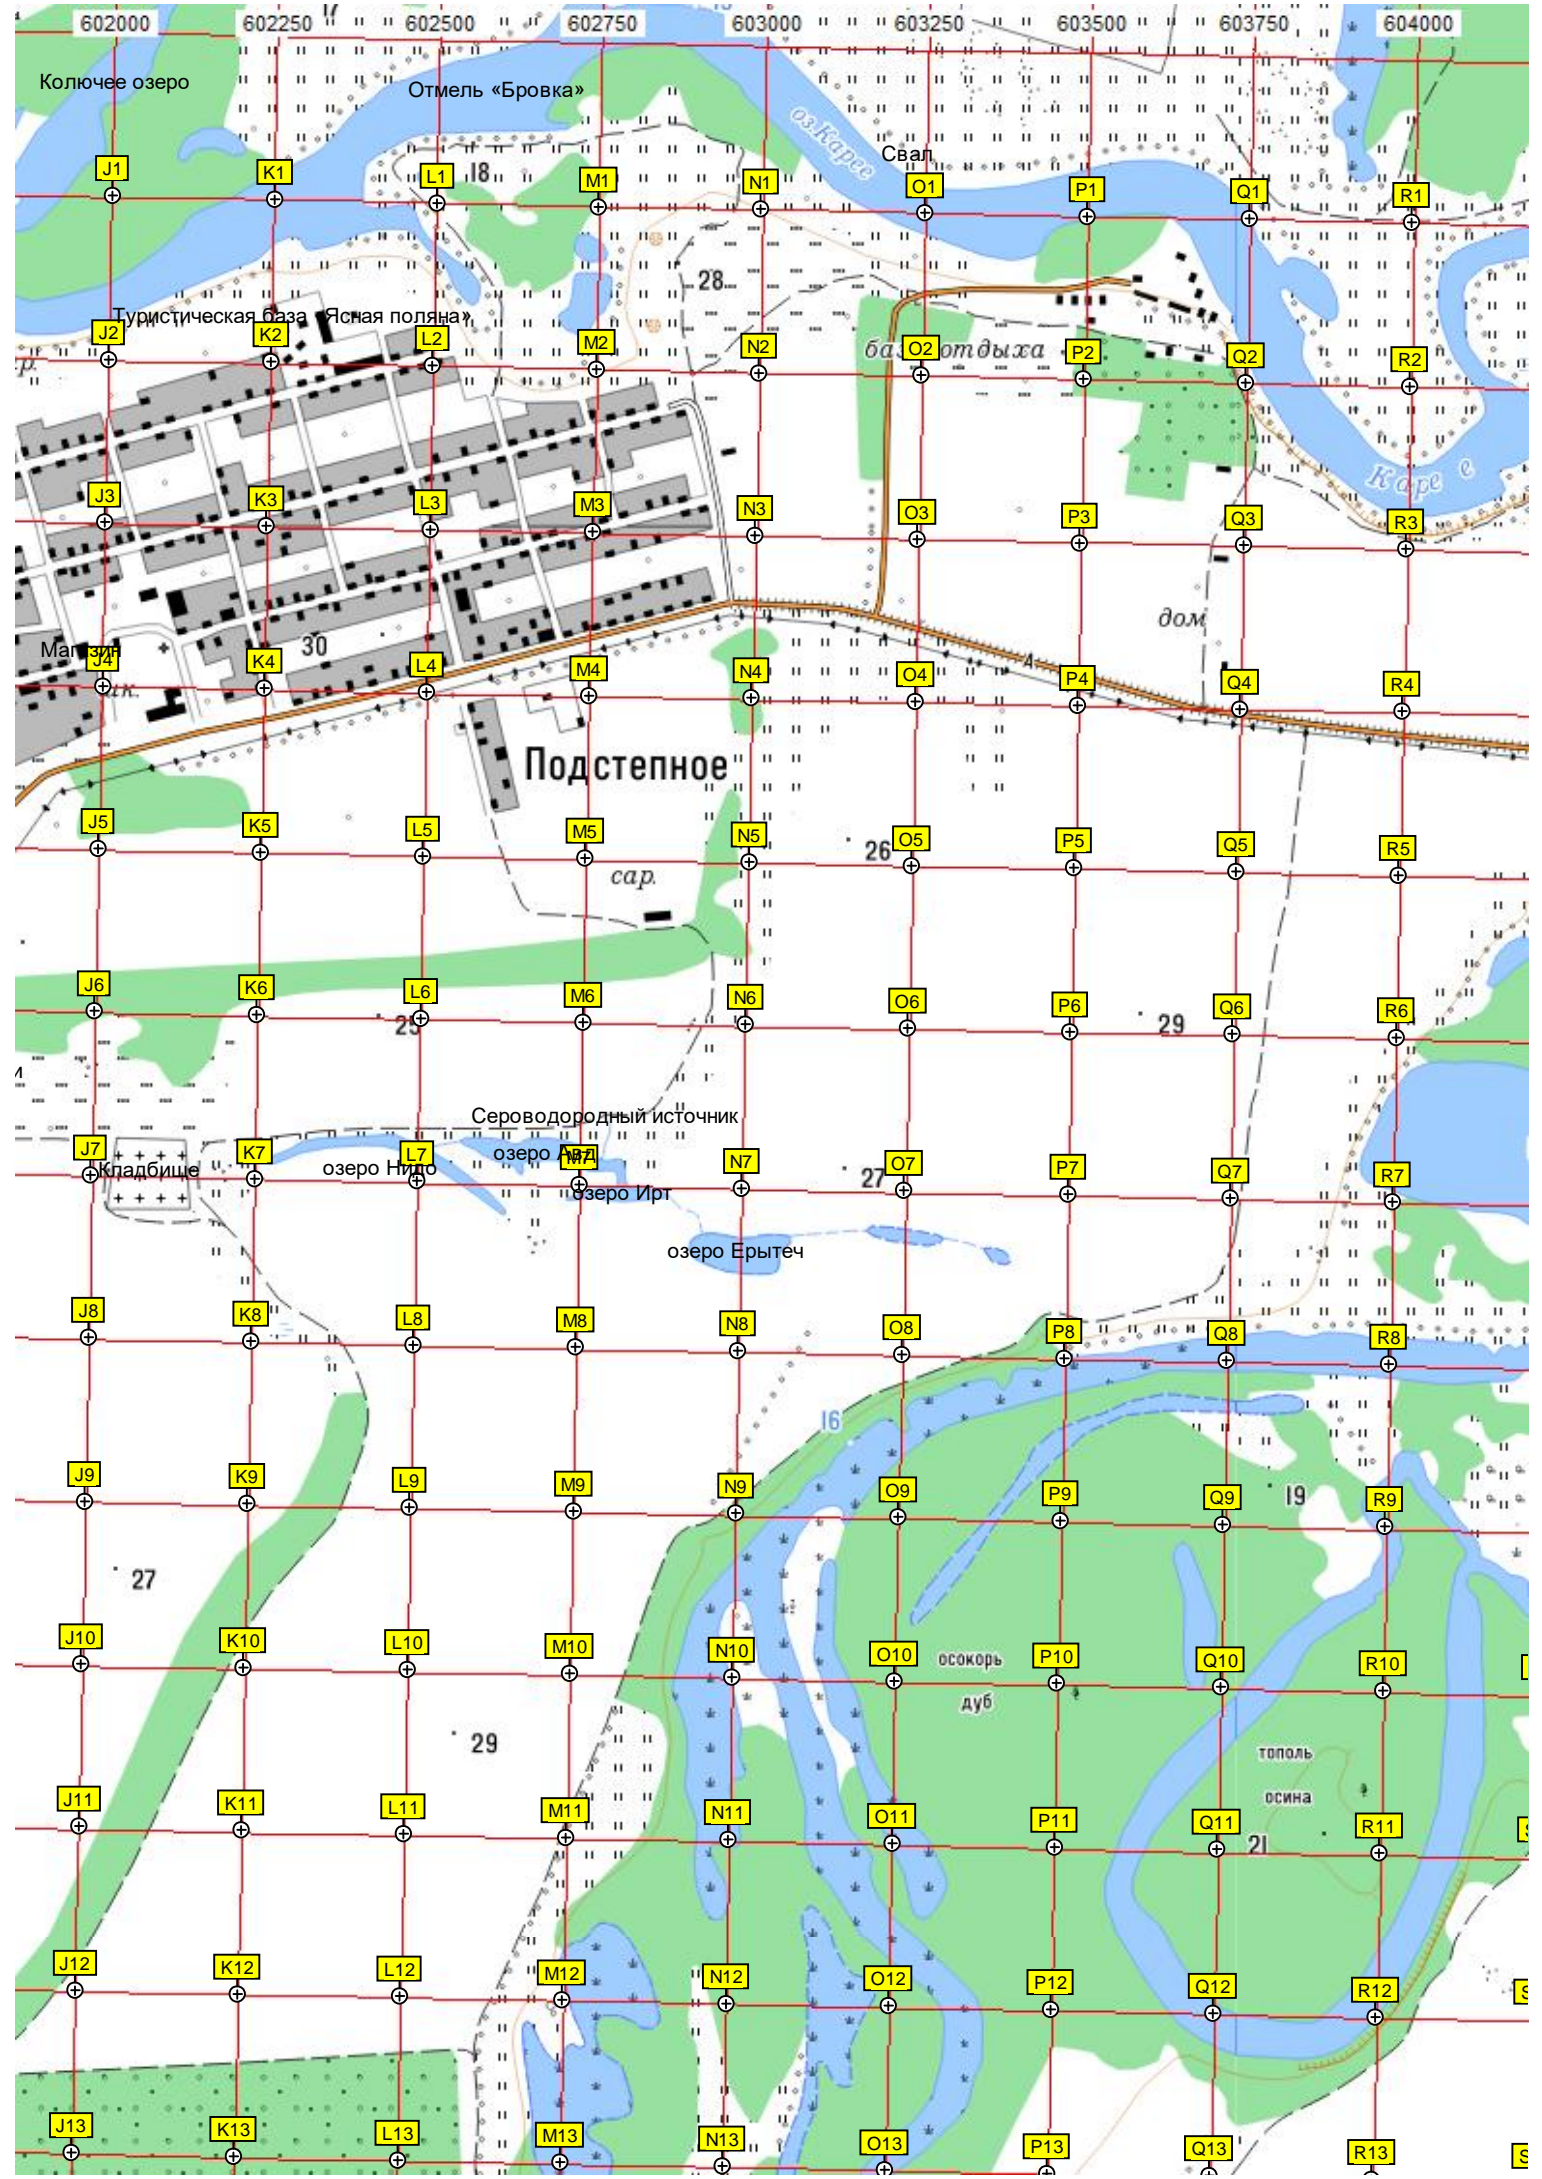 602000 602250 602500 602750 603000 603250 603500 603750 604000
17
Колючее озеро
Отмель «Бровка»
оз.Карее
Свал
18
J1 K1 L1 M1 N1 O1 P1 Q1 R1
28
Туристическая база «Ясная поляна»
J2 K2 L2 M2 N2 O2 P2 Q2 R2
база отдыха
Карее
J3 K3 L3 M3 N3 O3 P3 Q3 R3
дом
30
Магазин
J4 K4 L4 M4 N4 O4 P4 Q4 R4
Подстепное
J5 K5 L5 M5 N5 O5 P5 Q5 R5
26
сар.
J6 K6 L6 M6 N6 O6 P6 Q6 R6
25
29
Сероводородный источник
J7 K7 L7 M7 N7 O7 P7 Q7 R7
Кладбище
озеро Нидо
озеро Авд
27
озеро Ирт
озеро Ерытеч
J8 K8 L8 M8 N8 O8 P8 Q8 R8
16
J9 K9 L9 M9 N9 O9 P9 Q9 R9
19
27
J10 K10 L10 M10 N10 O10 P10 Q10 R10
осокорь
дуб
29
тополь
осина
J11 K11 L11 M11 N11 O11 P11 Q11 R11
21
J12 K12 L12 M12 N12 O12 P12 Q12 R12
J13 K13 L13 M13 N13 O13 P13 Q13 R13